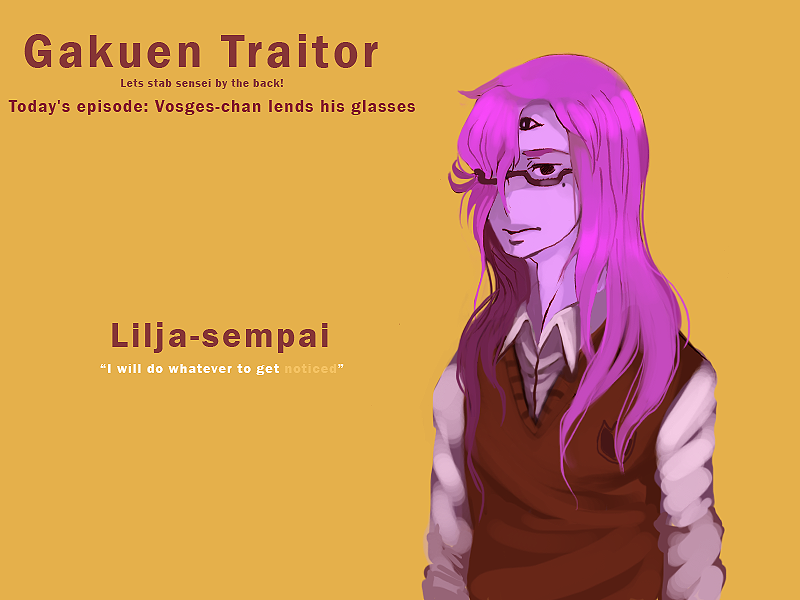 Gakuen Traitor
Lets stab sensei by the back!
Today's episode: Vosges-chan lends his glasses
Lilja-sempai
“I will do whatever to get noticed”